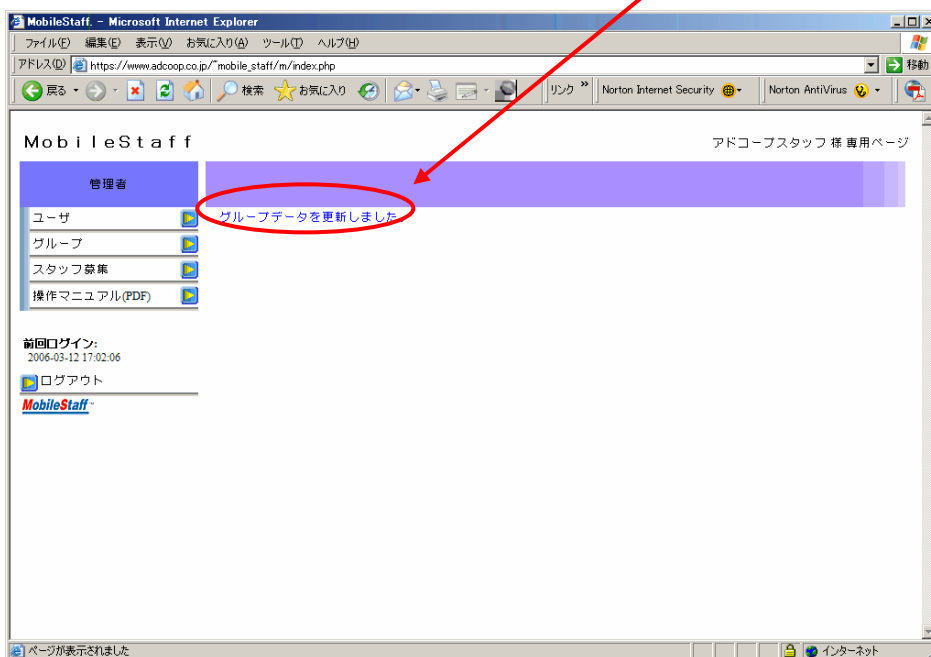 MobileStaff. - Microsoft Internet Explorer
ファイル(F) 編集(E) 表示(V) お気に入り(A) ツール(T) ヘルプ(H)
アドレス(D) https://www.adcoop.co.jp/~mobile_staff/m/index.php 移動
戻る 検索 お気に入り リンク » Norton Internet Security Norton AntiVirus
MobileStaff
アドコープスタッフ 様 専用ページ
管理者
グループデータを更新しました。
ユーザ
グループ
スタッフ募集
操作マニュアル(PDF)
前回ログイン:
2006-03-12 17:02:06
ログアウト
MobileStaff
ページが表示されました インターネット